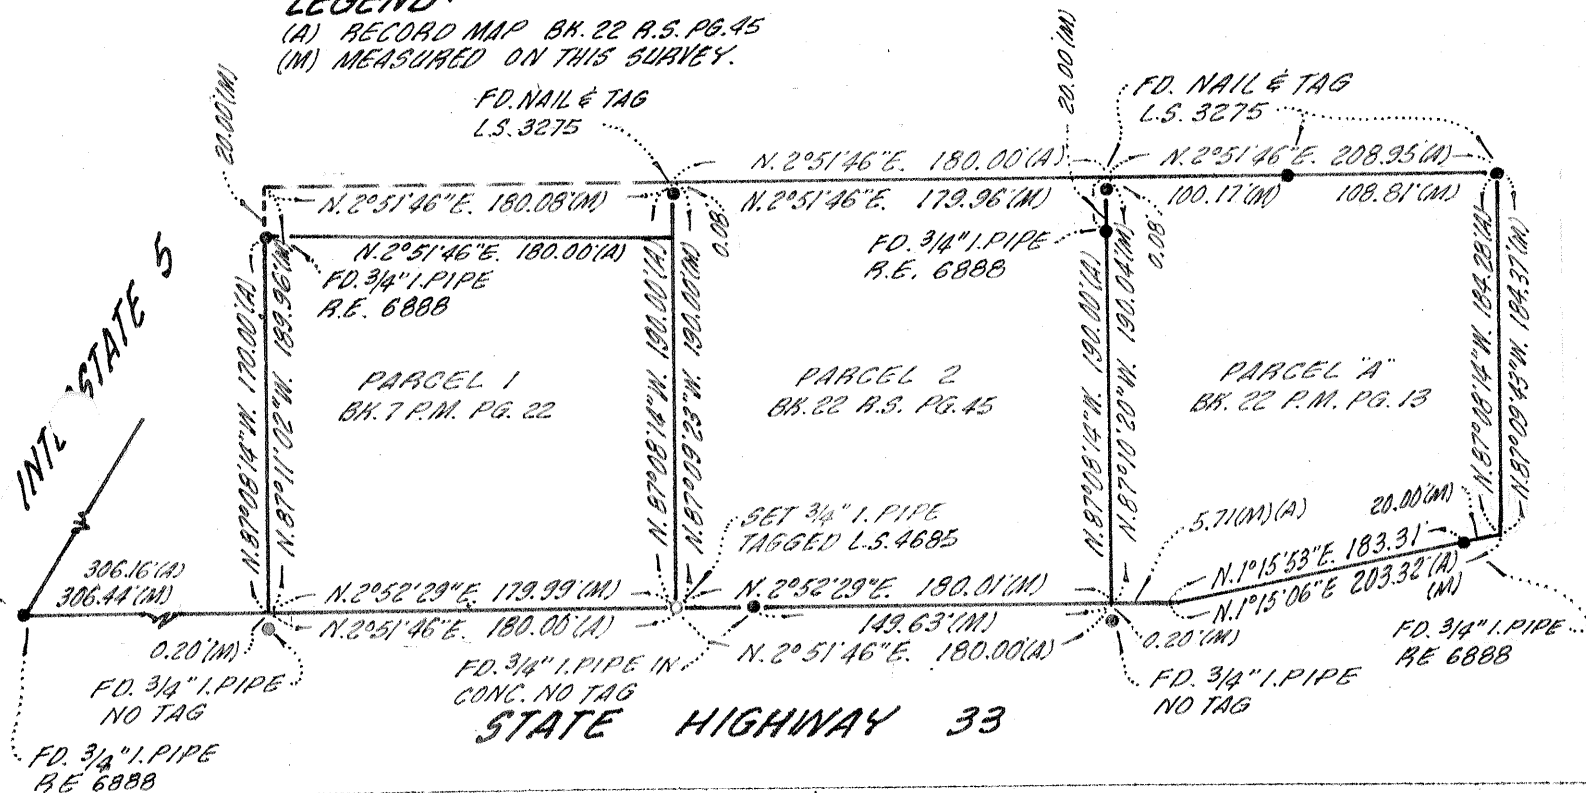 LEGEND
(A) RECORD MAP BK. 22 R.S. PG. 45
(M) MEASURED ON THIS SURVEY.
20.00'(M)
FD. NAIL & TAG
L.S. 3275
20.00'(M)
FD. NAIL & TAG
L.S. 3275
N. 2°51'46"E. 180.00'(A)
N. 2°51'46"E. 208.95'(A)
N. 2°51'46"E. 180.08'(M)
N. 2°51'46"E. 179.96'(M)
100.17'(M)
108.81'(M)
N. 2°51'46"E. 180.00'(A)
0.08'
0.08'
FD. 3/4" I. PIPE
R.E. 6888
FD. 3/4" I. PIPE
R.E. 6888
INTERSTATE 5
N. 87°08'14"W. 170.00'(A)
N. 87°11'02"W. 189.96'(M)
N. 87°08'14"W. 190.00'(A)
N. 87°09'23"W. 190.00'(M)
N. 87°08'14"W. 190.00'(A)
N. 87°10'20"W. 190.04'(M)
N. 87°08'14"W. 184.28'(A)
N. 87°09'43"W. 184.37'(M)
PARCEL 1
BK. 7 P.M. PG. 22
PARCEL 2
BK. 22 R.S. PG. 45
PARCEL "A"
BK. 22 P.M. PG. 13
SET 3/4" I. PIPE
TAGGED L.S. 4685
5.71(M)(A)
20.00'(M)
N. 1°15'53"E. 183.31'
N. 1°15'06"E 203.32'(A)
(M)
306.16'(A)
306.44'(M)
N. 2°52'29"E. 179.99'(M)
N. 2°52'29"E. 180.01'(M)
N. 2°51'46"E. 180.00'(A)
149.63'(M)
N. 2°51'46"E. 180.00'(A)
0.20'(M)
0.20'(M)
FD. 3/4" I. PIPE
NO TAG
FD. 3/4" I. PIPE IN
CONC. NO TAG
FD. 3/4" I. PIPE
NO TAG
FD. 3/4" I. PIPE
RE 6888
STATE HIGHWAY 33
FD. 3/4" I. PIPE
R.E. 6888